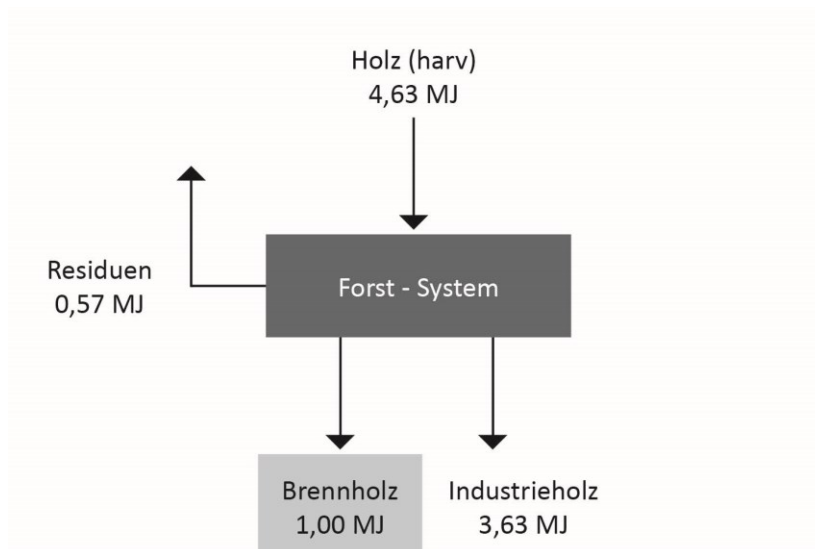 Holz (harv)
4,63 MJ
Residuen
0,57 MJ
Forst - System
Brennholz
1,00 MJ
Industrieholz
3,63 MJ